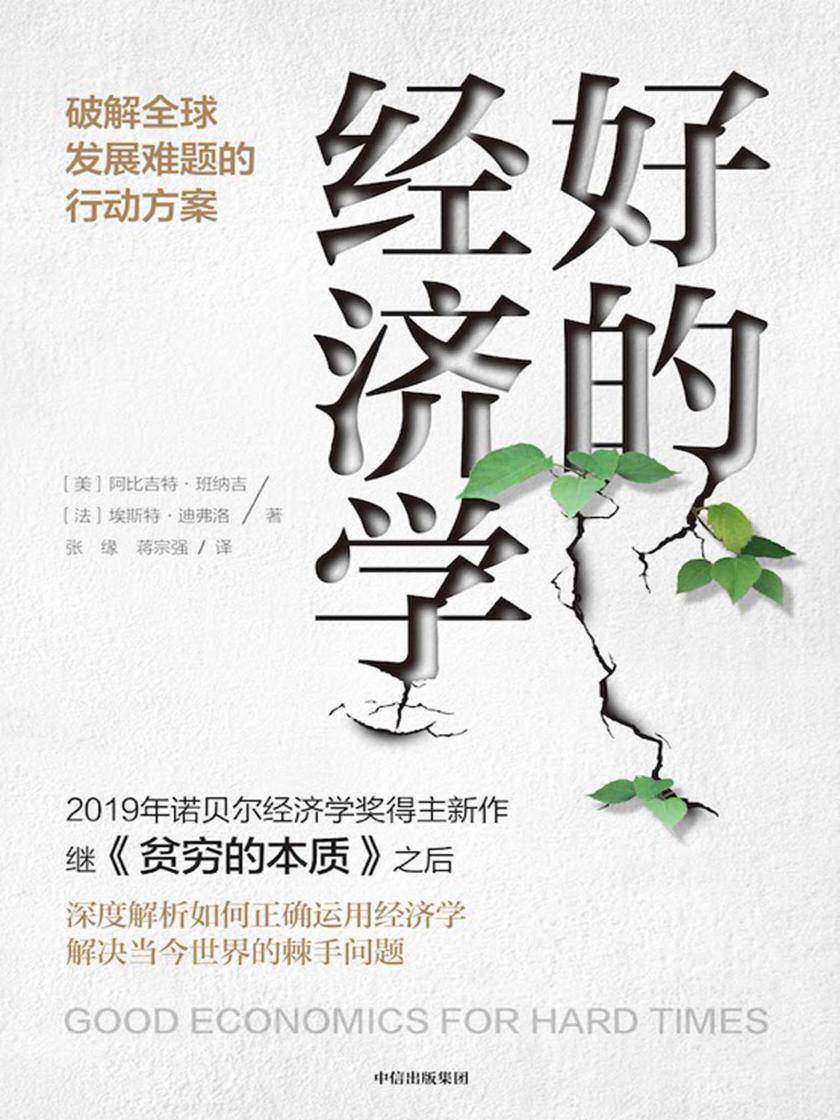 好的
经济学
破解全球
发展难题的
行动方案
[美] 阿比吉特·班纳吉
[法] 埃斯特·迪弗洛 / 著
张 缘 蒋宗强 / 译
2019年诺贝尔经济学奖得主新作
继《贫穷的本质》之后
深度解析如何正确运用经济学
解决当今世界的棘手问题
GOOD ECONOMICS FOR HARD TIMES
中信出版集团